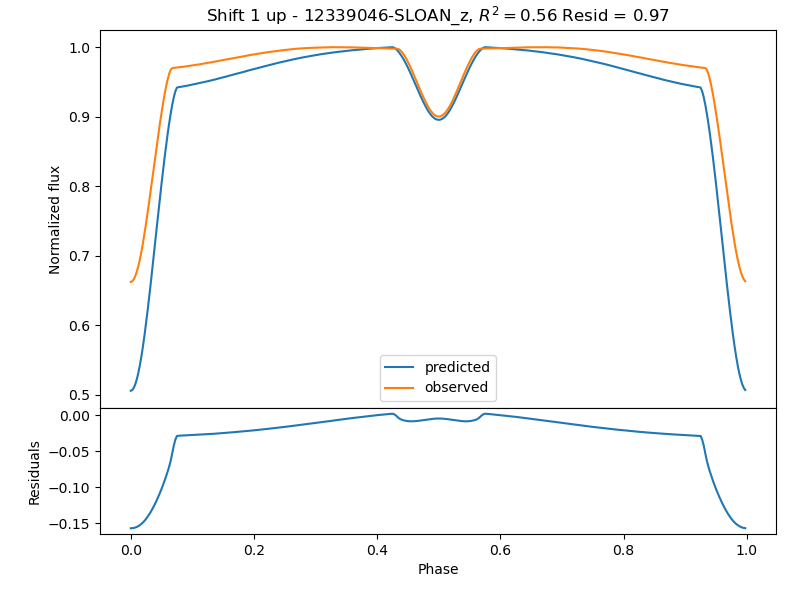 Shift 1 up - 12339046-SLOAN_z, R² = 0.56 Resid = 0.97
Normalized flux
1.0
0.9
0.8
0.7
0.6
0.5
predicted
observed
Residuals
0.00
−0.05
−0.10
−0.15
0.0 0.2 0.4 0.6 0.8 1.0
Phase